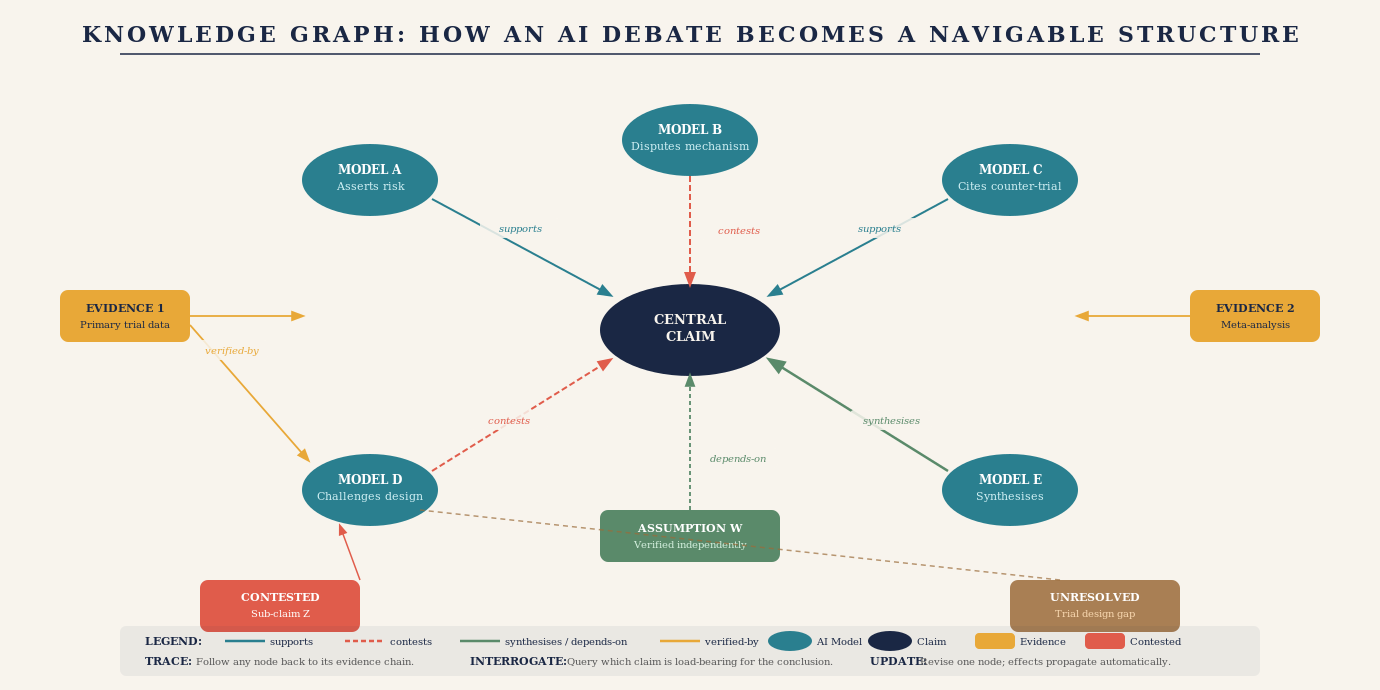 KNOWLEDGE GRAPH: HOW AN AI DEBATE BECOMES A NAVIGABLE STRUCTURE
MODEL B
Disputes mechanism
MODEL A
Asserts risk
MODEL C
Cites counter-trial
supports
contests
supports
EVIDENCE 1
Primary trial data
EVIDENCE 2
Meta-analysis
CENTRAL
CLAIM
verified-by
contests
synthesises
depends-on
MODEL D
Challenges design
MODEL E
Synthesises
ASSUMPTION W
Verified independently
CONTESTED
Sub-claim Z
UNRESOLVED
Trial design gap
LEGEND: supports contests synthesises / depends-on verified-by AI Model Claim Evidence Contested
TRACE: Follow any node back to its evidence chain. INTERROGATE: Query which claim is load-bearing for the conclusion. UPDATE: Revise one node; effects propagate automatically.